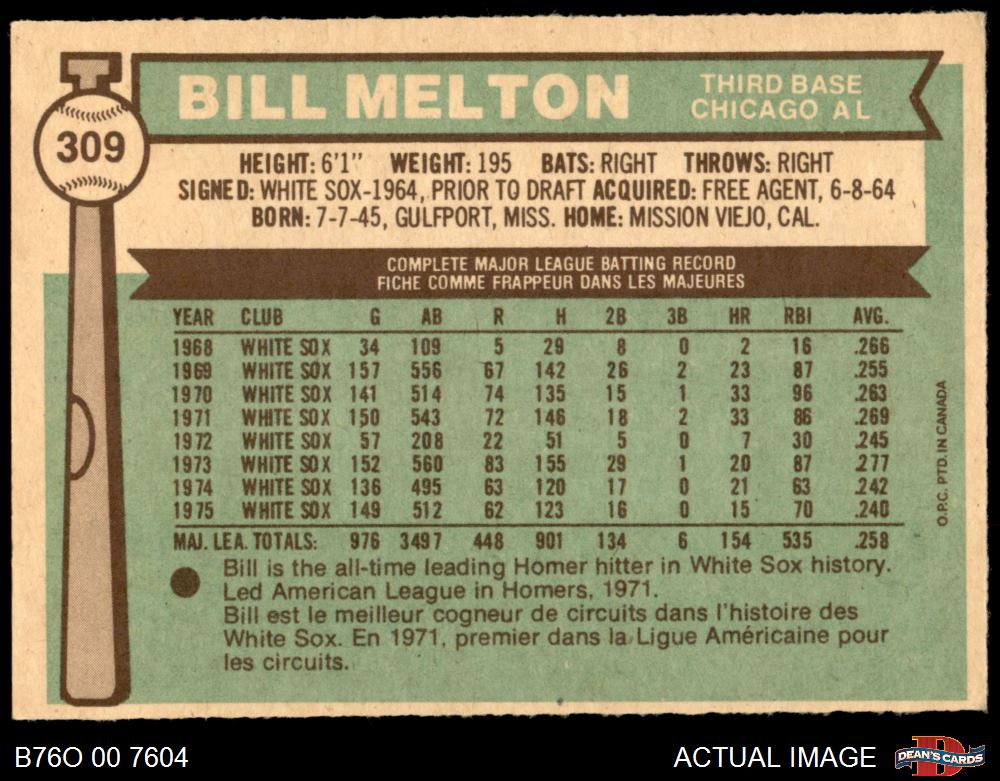 BILL MELTON
THIRD BASE
CHICAGO AL
309
HEIGHT: 6'1" WEIGHT: 195 BATS: RIGHT THROWS: RIGHT
SIGNED: WHITE SOX-1964, PRIOR TO DRAFT ACQUIRED: FREE AGENT, 6-8-64
BORN: 7-7-45, GULFPORT, MISS. HOME: MISSION VIEJO, CAL.
COMPLETE MAJOR LEAGUE BATTING RECORD
FICHE COMME FRAPPEUR DANS LES MAJEURES
YEAR CLUB G AB R H 2B 3B HR RBI AVG.
1968 WHITE SOX 34 109 5 29 8 0 2 16 .266
1969 WHITE SOX 157 556 67 142 26 2 23 87 .255
1970 WHITE SOX 141 514 74 135 15 1 33 96 .263
1971 WHITE SOX 150 543 72 146 18 2 33 86 .269
1972 WHITE SOX 57 208 22 51 5 0 7 30 .245
1973 WHITE SOX 152 560 83 155 29 1 20 87 .277
1974 WHITE SOX 136 495 63 120 17 0 21 63 .242
1975 WHITE SOX 149 512 62 123 16 0 15 70 .240
MAJ. LEA. TOTALS: 976 3497 448 901 134 6 154 535 .258
Bill is the all-time leading Homer hitter in White Sox history.
Led American League in Homers, 1971.
Bill est le meilleur cogneur de circuits dans l'histoire des
White Sox. En 1971, premier dans la Ligue Américaine pour
les circuits.
O.P.C. PTD. IN CANADA
B76O 00 7604
ACTUAL IMAGE
D
DEAN'S CARDS